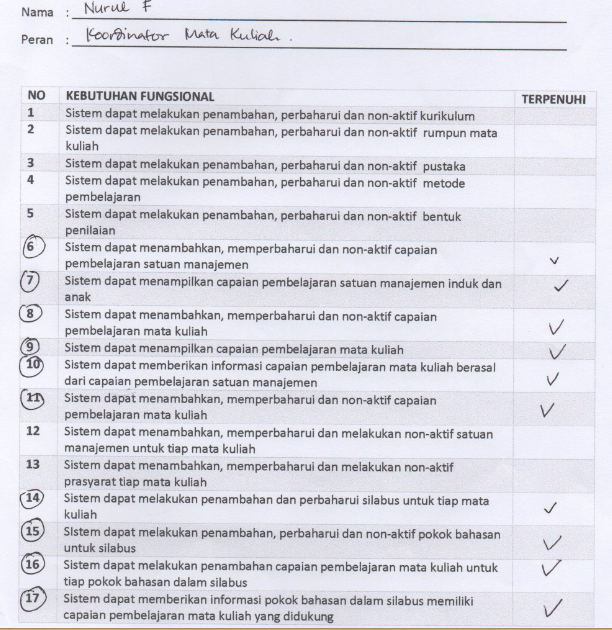 Nama : Nurul F
Peran : Koordinator Mata Kuliah .
NO KEBUTUHAN FUNGSIONAL TERPENUHI
1 Sistem dapat melakukan penambahan, perbaharui dan non-aktif kurikulum
2 Sistem dapat melakukan penambahan, perbaharui dan non-aktif rumpun mata
kuliah
3 Sistem dapat melakukan penambahan, perbaharui dan non-aktif pustaka
4 Sistem dapat melakukan penambahan, perbaharui dan non-aktif metode
pembelajaran
5 Sistem dapat melakukan penambahan, perbaharui dan non-aktif bentuk
penilaian
6 Sistem dapat menambahkan, memperbaharui dan non-aktif capaian
pembelajaran satuan manajemen ✓
7 Sistem dapat menampilkan capaian pembelajaran satuan manajemen induk dan ✓
anak
8 Sistem dapat menambahkan, memperbaharui dan non-aktif capaian
pembelajaran mata kuliah ✓
9 Sistem dapat menampilkan capaian pembelajaran mata kuliah ✓
10 Sistem dapat memberikan informasi capaian pembelajaran mata kuliah berasal
dari capaian pembelajaran satuan manajemen ✓
11 Sistem dapat menambahkan, memperbaharui dan non-aktif capaian
pembelajaran mata kuliah ✓
12 Sistem dapat menambahkan, memperbaharui dan melakukan non-aktif satuan
manajemen untuk tiap mata kuliah
13 Sistem dapat menambahkan, memperbaharui dan melakukan non-aktif
prasyarat tiap mata kuliah
14 Sistem dapat melakukan penambahan dan perbaharui silabus untuk tiap mata
kuliah ✓
15 SIstem dapat melakukan penambahan, perbaharui dan non-aktif pokok bahasan
untuk silabus ✓
16 Sistem dapat melakukan penambahan capaian pembelajaran mata kuliah untuk ✓
tiap pokok bahasan dalam silabus
17 Sistem dapat memberikan informasi pokok bahasan dalam silabus memiliki
capaian pembelajaran mata kuliah yang didukung ✓